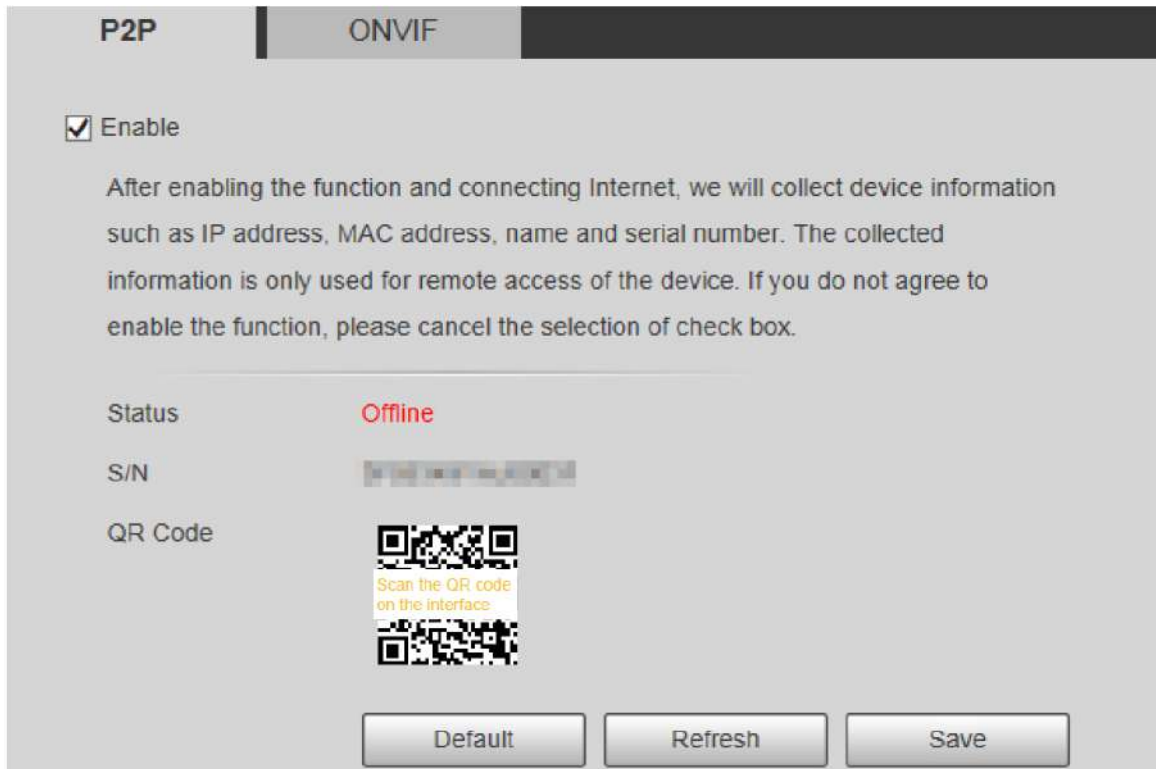 P2P ONVIF
Enable
After enabling the function and connecting Internet, we will collect device information
such as IP address, MAC address, name and serial number. The collected
information is only used for remote access of the device. If you do not agree to
enable the function, please cancel the selection of check box.
Status Offline
S/N
QR Code
Scan the QR code
on the interface
Default Refresh Save